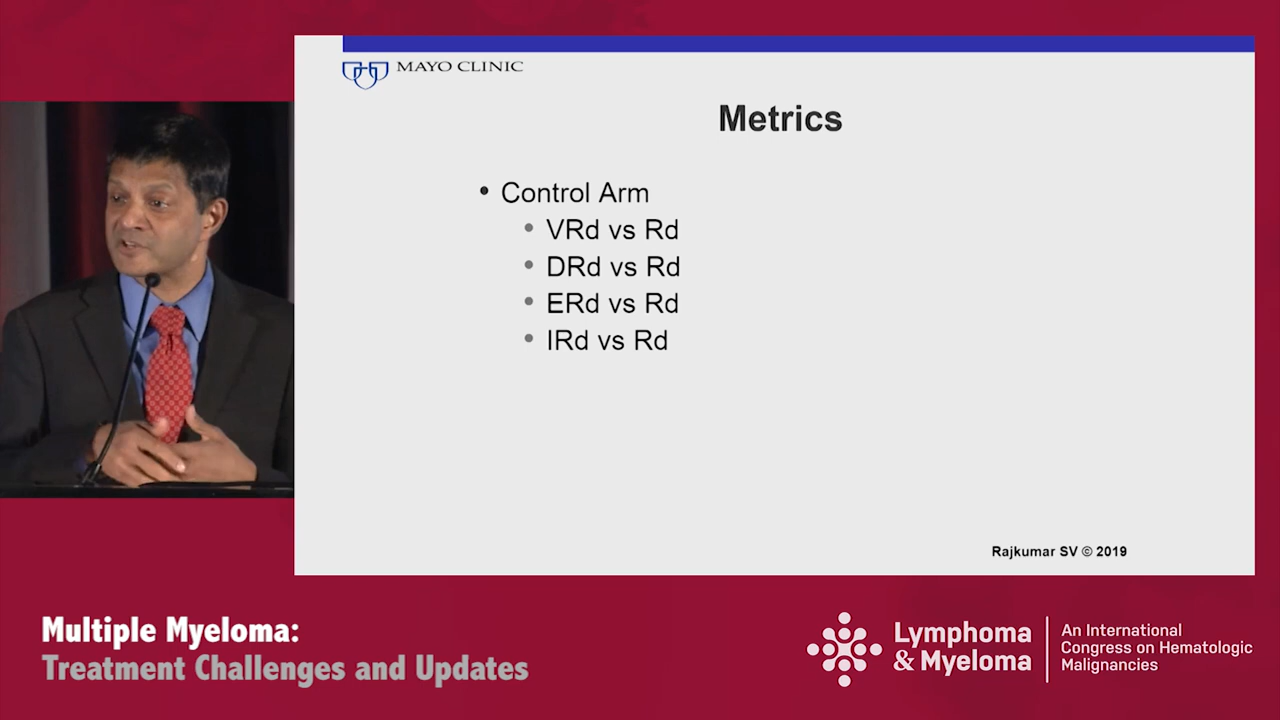 MAYO CLINIC
Metrics
• Control Arm
• VRd vs Rd
• DRd vs Rd
• ERd vs Rd
• IRd vs Rd
Rajkumar SV © 2019
Multiple Myeloma:
Treatment Challenges and Updates
Lymphoma
& Myeloma
An International
Congress on Hematologic
Malignancies